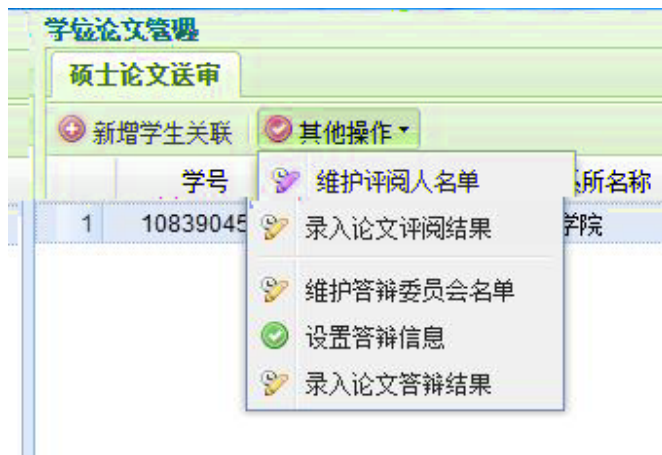 学位论文管理
硕士论文送审
新增学生关联 其他操作
学号 所名称
1 10839045 学院
维护评阅人名单
录入论文评阅结果
维护答辩委员会名单
设置答辩信息
录入论文答辩结果